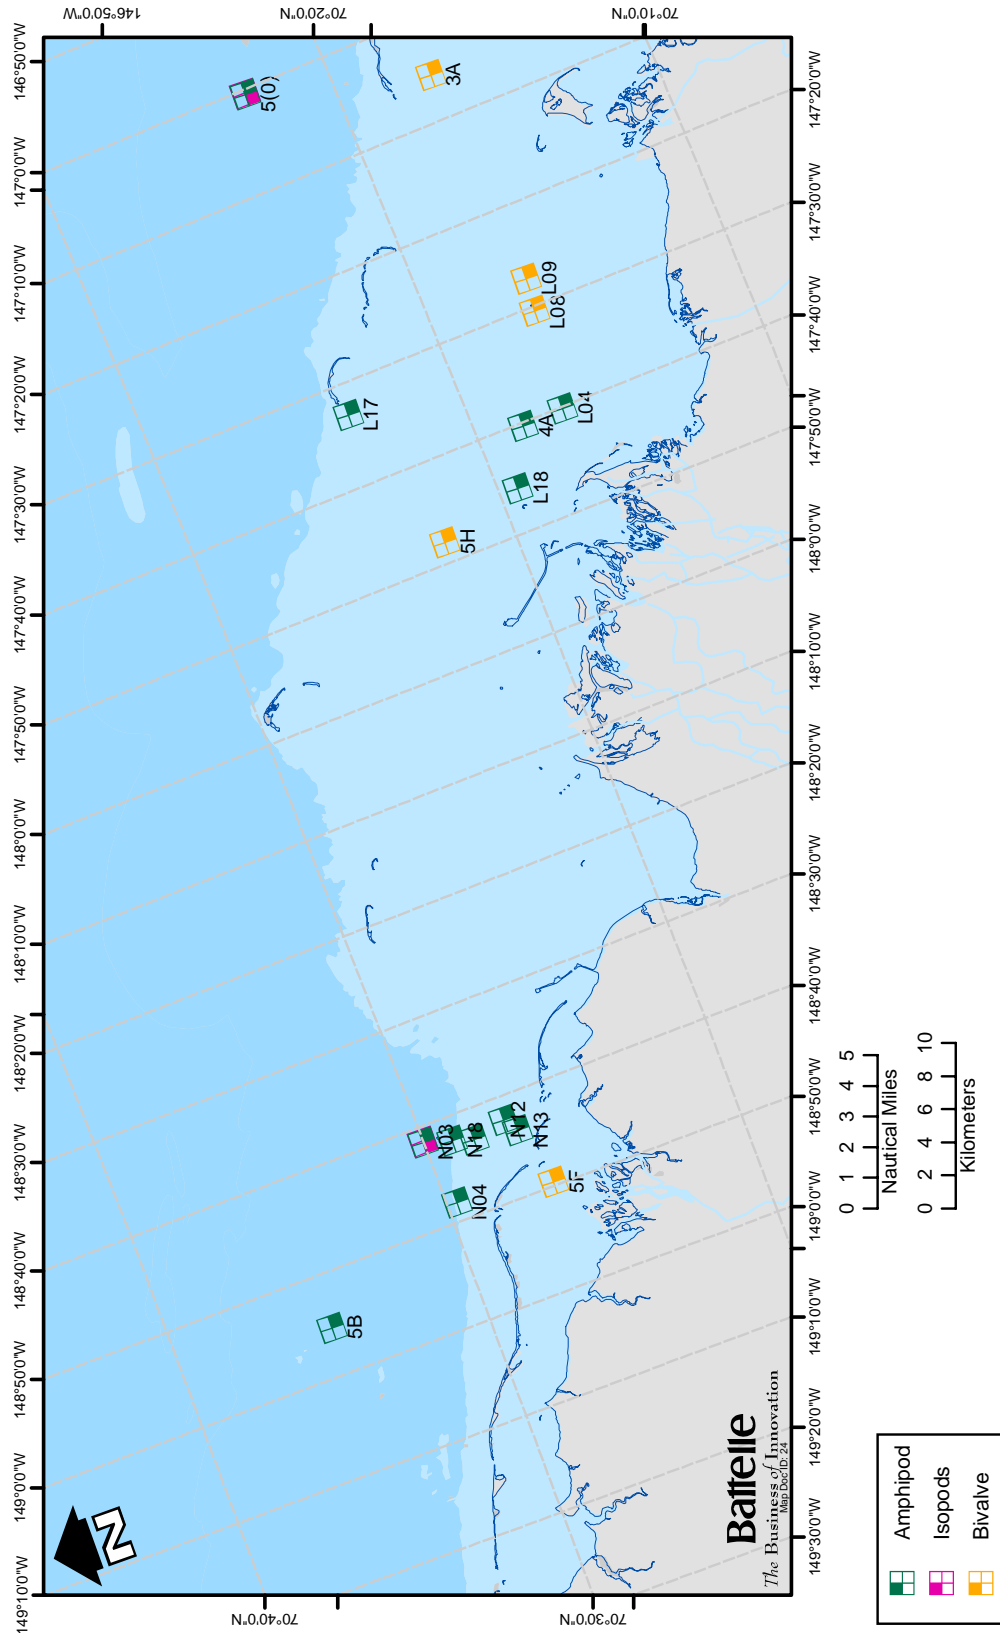 149°10'0"W
149°0'0"W
148°50'0"W
148°40'0"W
148°30'0"W
148°20'0"W
148°10'0"W
148°0'0"W
147°50'0"W
147°40'0"W
147°30'0"W
147°20'0"W
147°10'0"W
147°0'0"W
146°50'0"W
146°50'0"W
70°20'0"N
70°10'0"N
70°40'0"N
70°30'0"N
N
5(0)
3A
L09
L08
L17
L04
4A
L18
5H
N03
N18
N12
N13
N04
5F
5B
149°30'0"W
149°20'0"W
149°10'0"W
149°0'0"W
148°50'0"W
148°40'0"W
148°30'0"W
148°20'0"W
148°10'0"W
148°0'0"W
147°50'0"W
147°40'0"W
147°30'0"W
147°20'0"W
Battelle
The Business of Innovation
Map Doc ID: 24
Amphipod
Isopods
Bivalve
0 1 2 3 4 5
Nautical Miles
0 2 4 6 8 10
Kilometers